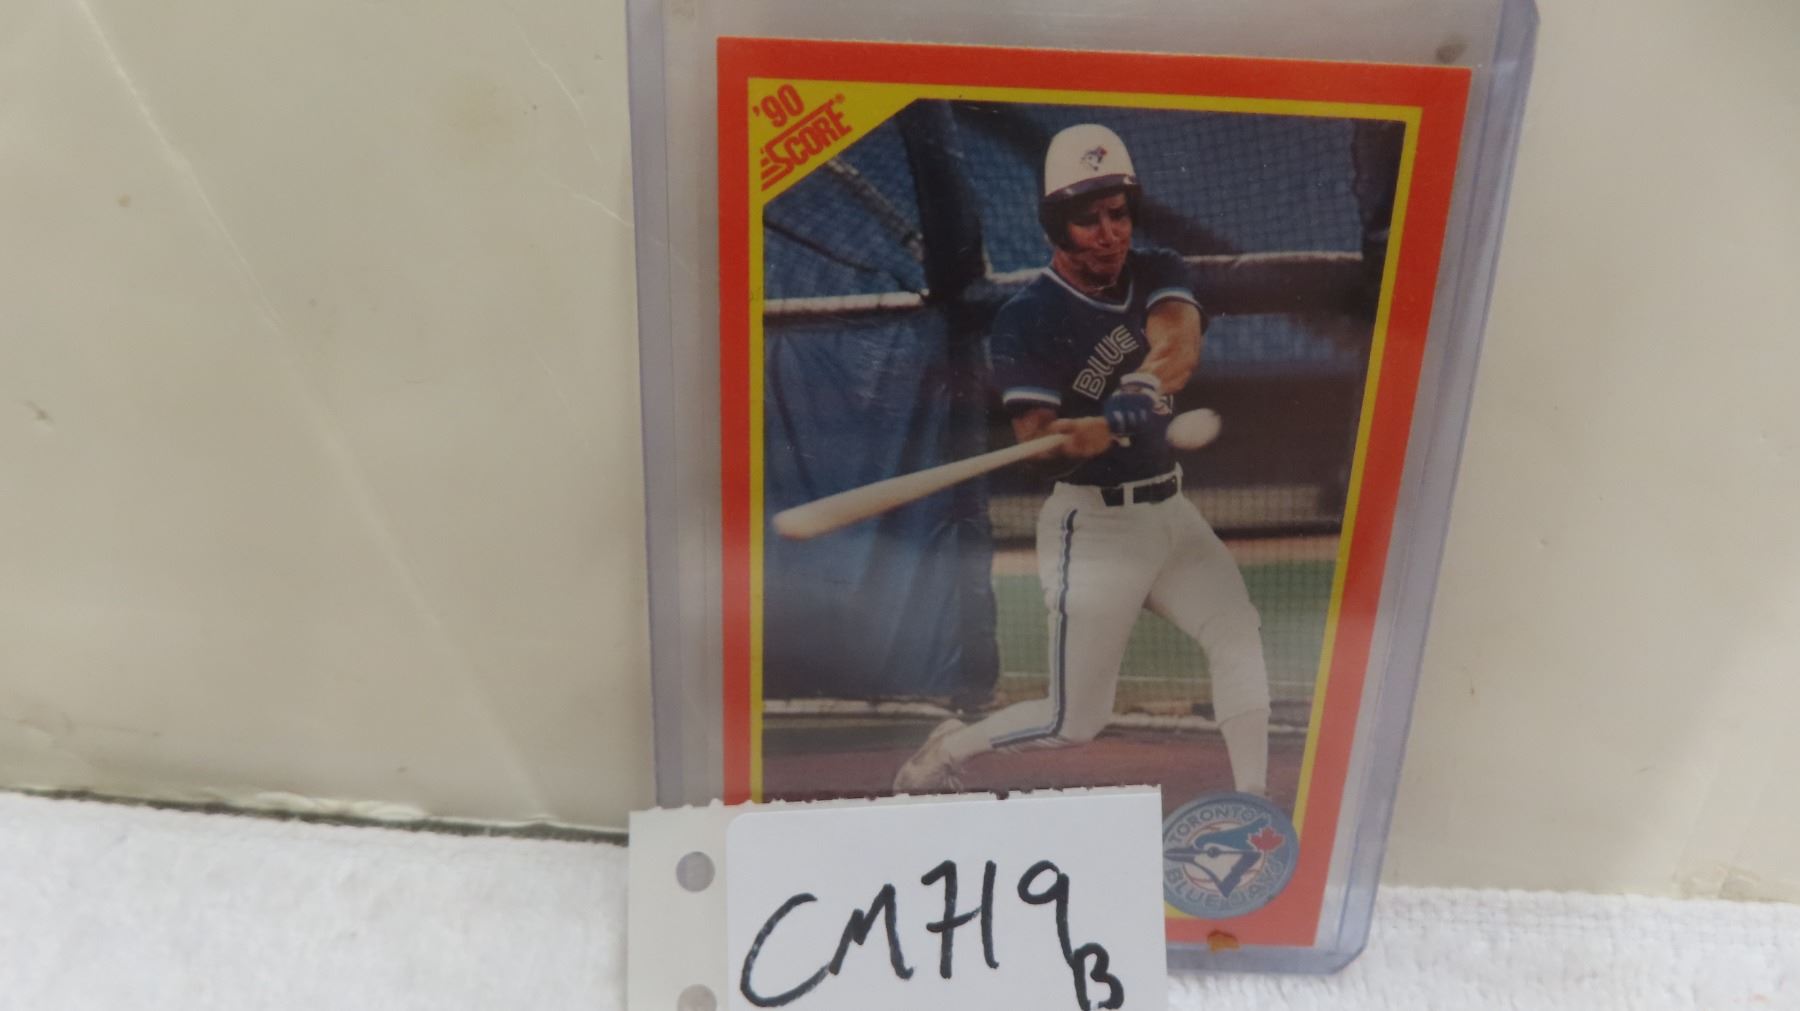 '90
SCORE®
BLUE
TORONTO
BLUE JAYS
CM719
B